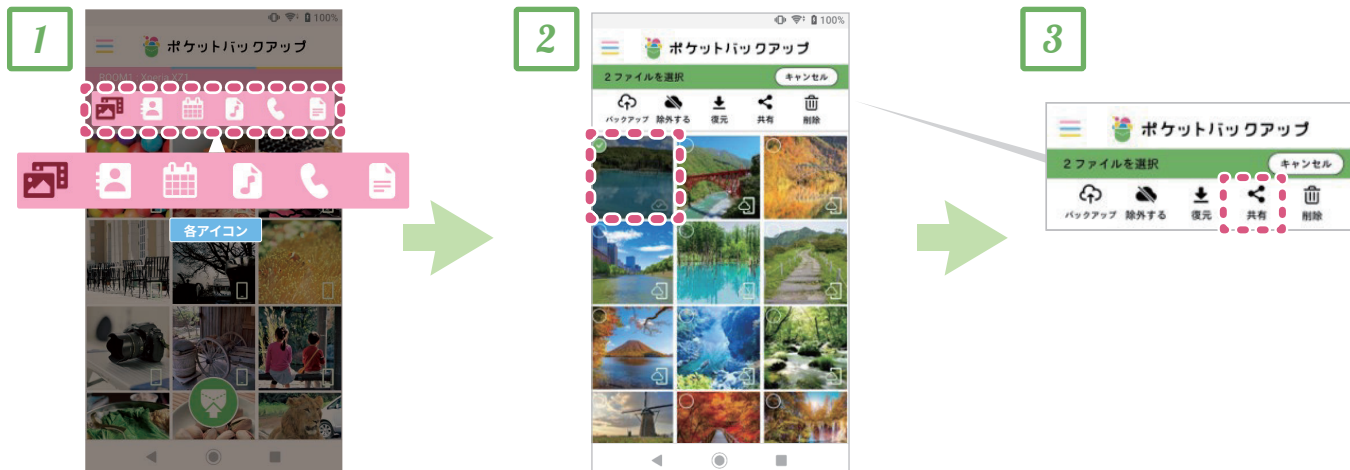 1
100%
ポケットバックアップ
ROOM1 : Xperia XZ1
各アイコン
2
100%
ポケットバックアップ
2ファイルを選択
キャンセル
バックアップ 除外する 復元 共有 削除
3
ポケットバックアップ
2ファイルを選択
キャンセル
バックアップ 除外する 復元 共有 削除